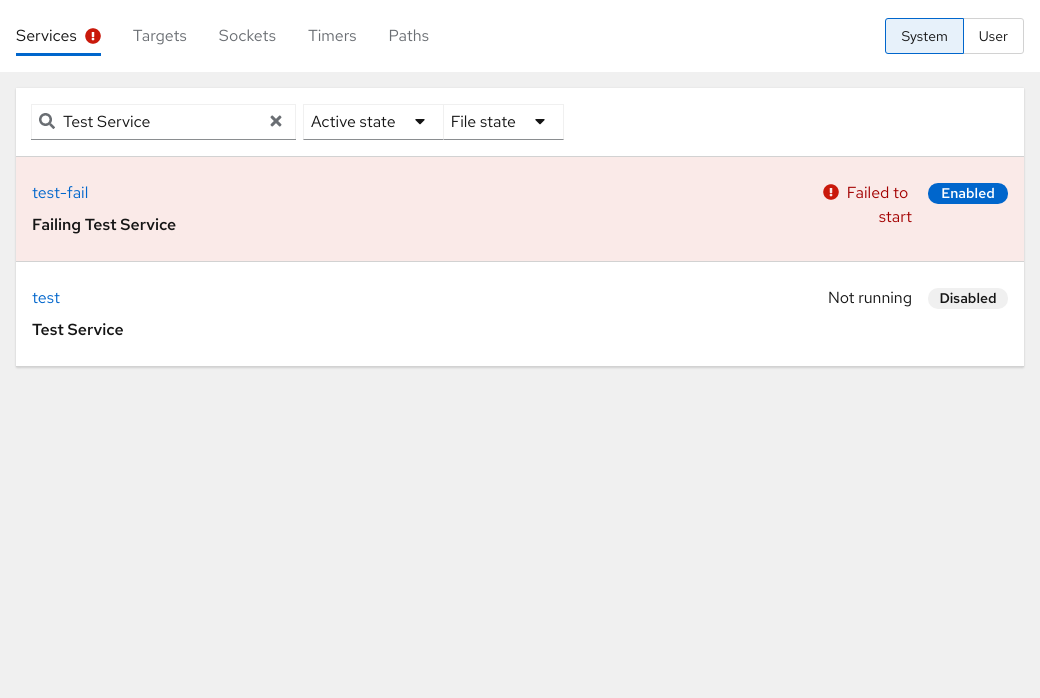 Services Targets Sockets Timers Paths System User
Test Service Active state File state
test-fail Failed to Enabled
start
Failing Test Service
test Not running Disabled
Test Service